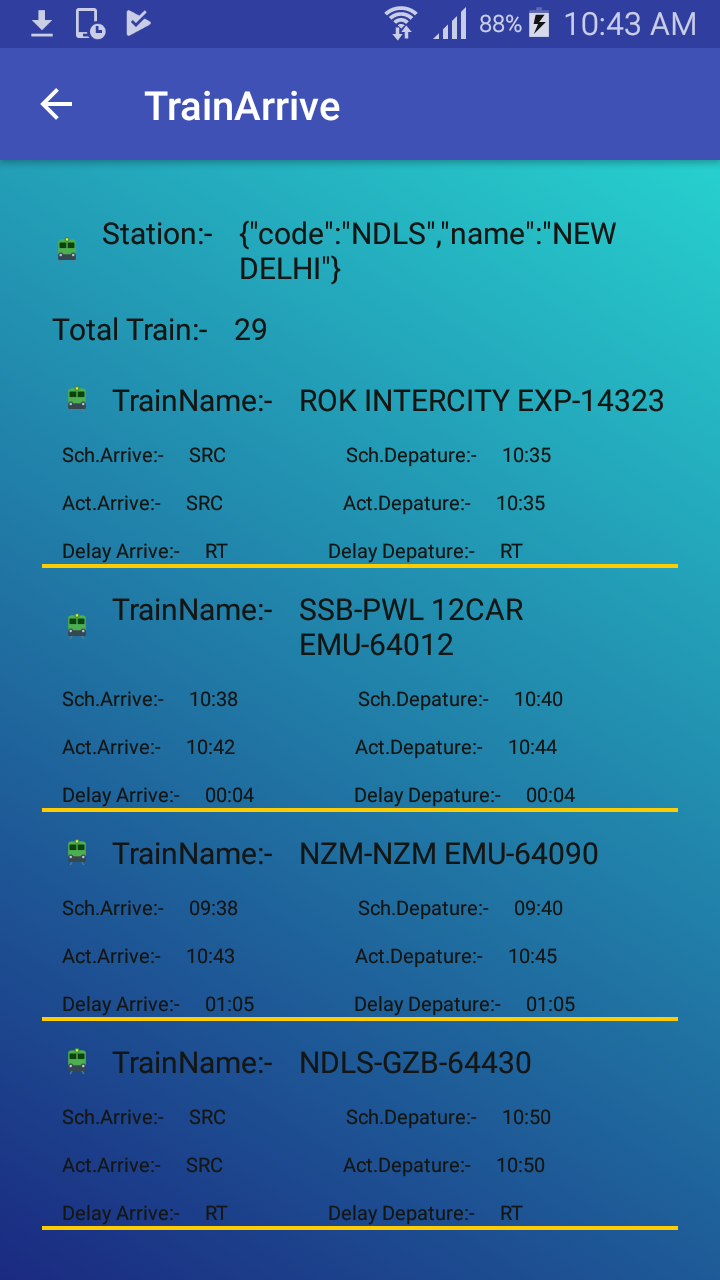 88% 10:43 AM
TrainArrive
Station:- {"code":"NDLS","name":"NEW
DELHI"}
Total Train:- 29
TrainName:- ROK INTERCITY EXP-14323
Sch.Arrive:- SRC Sch.Depature:- 10:35
Act.Arrive:- SRC Act.Depature:- 10:35
Delay Arrive:- RT Delay Depature:- RT
TrainName:- SSB-PWL 12CAR
EMU-64012
Sch.Arrive:- 10:38 Sch.Depature:- 10:40
Act.Arrive:- 10:42 Act.Depature:- 10:44
Delay Arrive:- 00:04 Delay Depature:- 00:04
TrainName:- NZM-NZM EMU-64090
Sch.Arrive:- 09:38 Sch.Depature:- 09:40
Act.Arrive:- 10:43 Act.Depature:- 10:45
Delay Arrive:- 01:05 Delay Depature:- 01:05
TrainName:- NDLS-GZB-64430
Sch.Arrive:- SRC Sch.Depature:- 10:50
Act.Arrive:- SRC Act.Depature:- 10:50
Delay Arrive:- RT Delay Depature:- RT